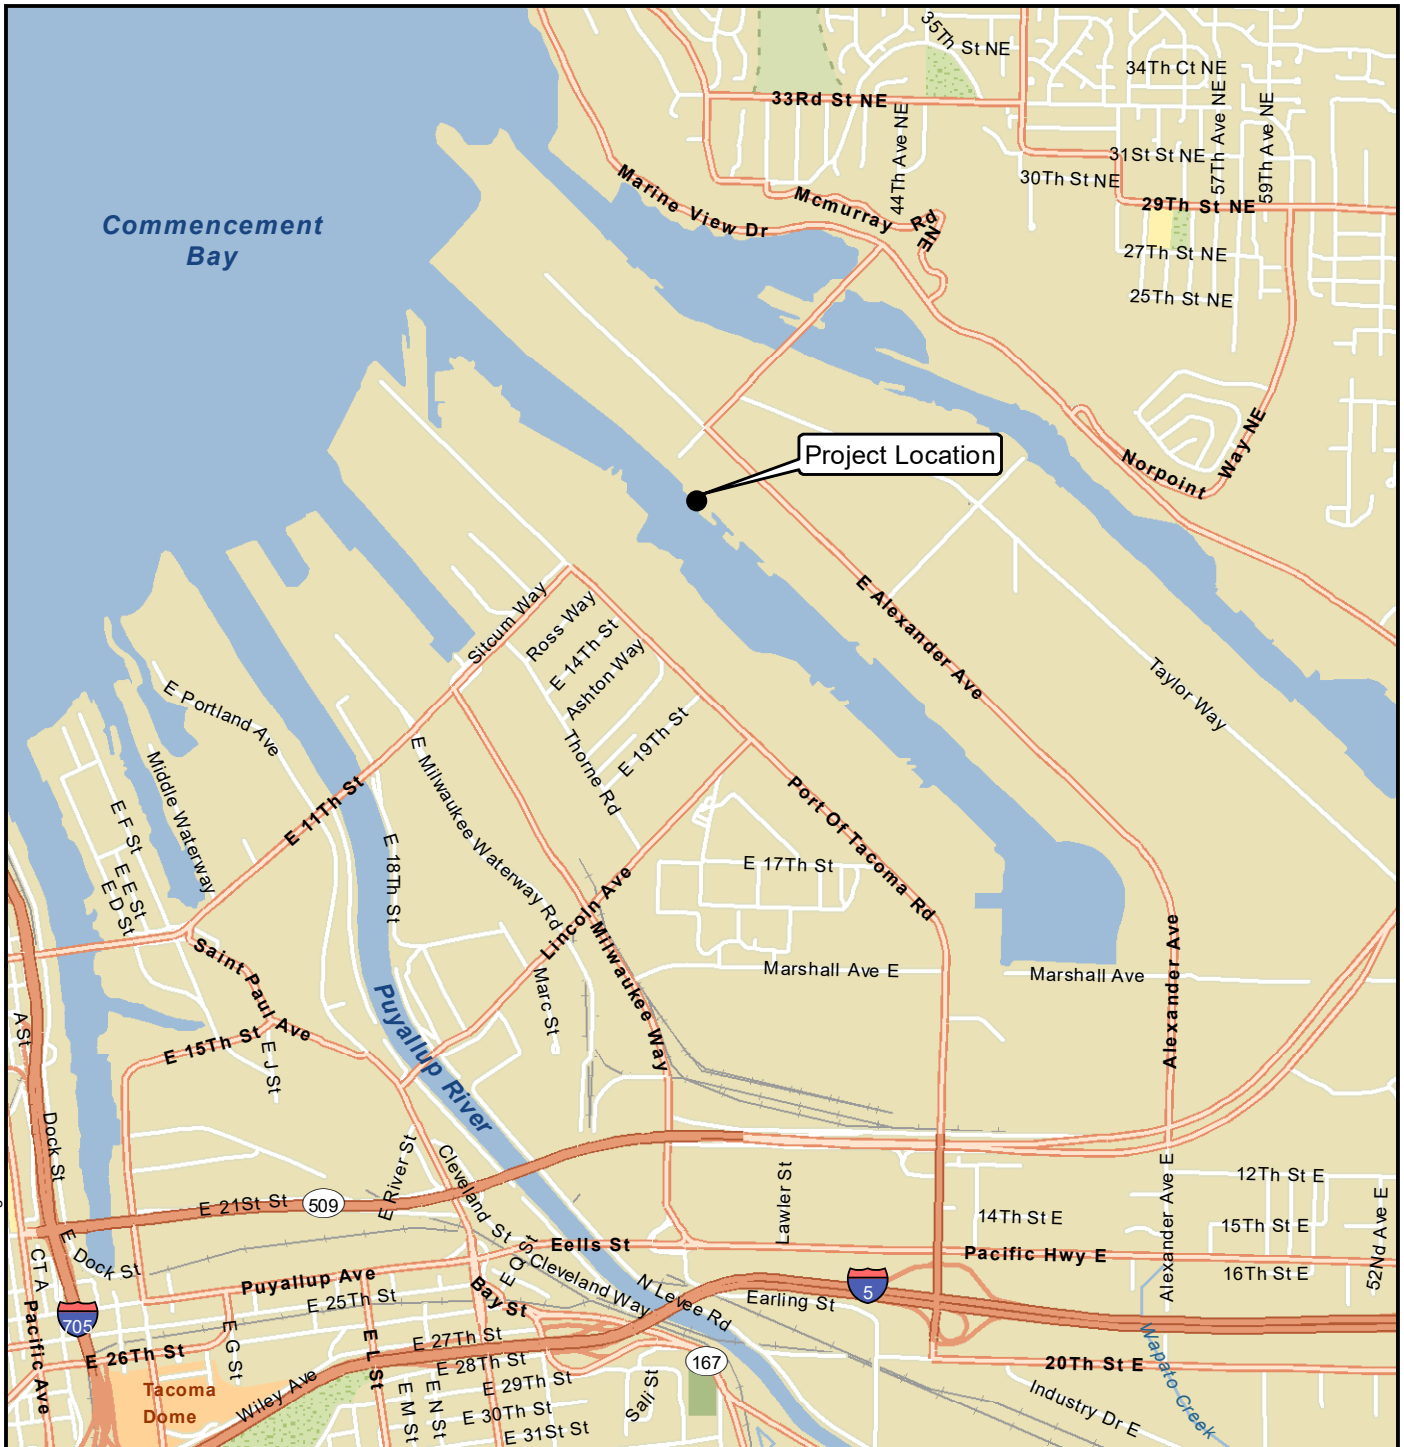 35Th St NE
34Th Ct NE
33Rd St NE
44Th Ave NE
57Th Ave NE
59Th Ave NE
31St St NE
30Th St NE
29Th St NE
27Th St NE
25Th St NE
Marine View Dr
Mcmurray Rd NE
Commencement
Bay
Project Location
Norpoint Way NE
E Alexander Ave
Taylor Way
Sitcum Way
Ross Way
E 14Th St
Ashton Way
E 19Th St
Thorne Rd
E Portland Ave
Middle Waterway
E F St
E E St
E D St
E 11Th St
E Milwaukee Waterway Rd
E 18Th St
Port Of Tacoma Rd
E 17Th St
Lincoln Ave
Milwaukee Way
Marc St
Marshall Ave E
Marshall Ave
Alexander Ave
Saint Paul Ave
E 15Th St
E J St
Puyallup River
A St
Dock St
E River St
Cleveland St
E 21St St
509
Lawler St
12Th St E
14Th St E
15Th St E
16Th St E
Alexander Ave E
52Nd Ave E
Pacific Hwy E
Eells St
E Q St
Cleveland Way
N Levee Rd
E Dock St
CT A
Puyallup Ave
E 25Th St
Bay St
Earling St
5
705
Pacific Ave
E 26Th St
E G St
E L St
E 27Th St
E 28Th St
E 29Th St
E 30Th St
E 31St St
E M St
E N St
Wiley Ave
Sali St
167
20Th St E
Industry Dr E
Wapato Creek
Tacoma
Dome